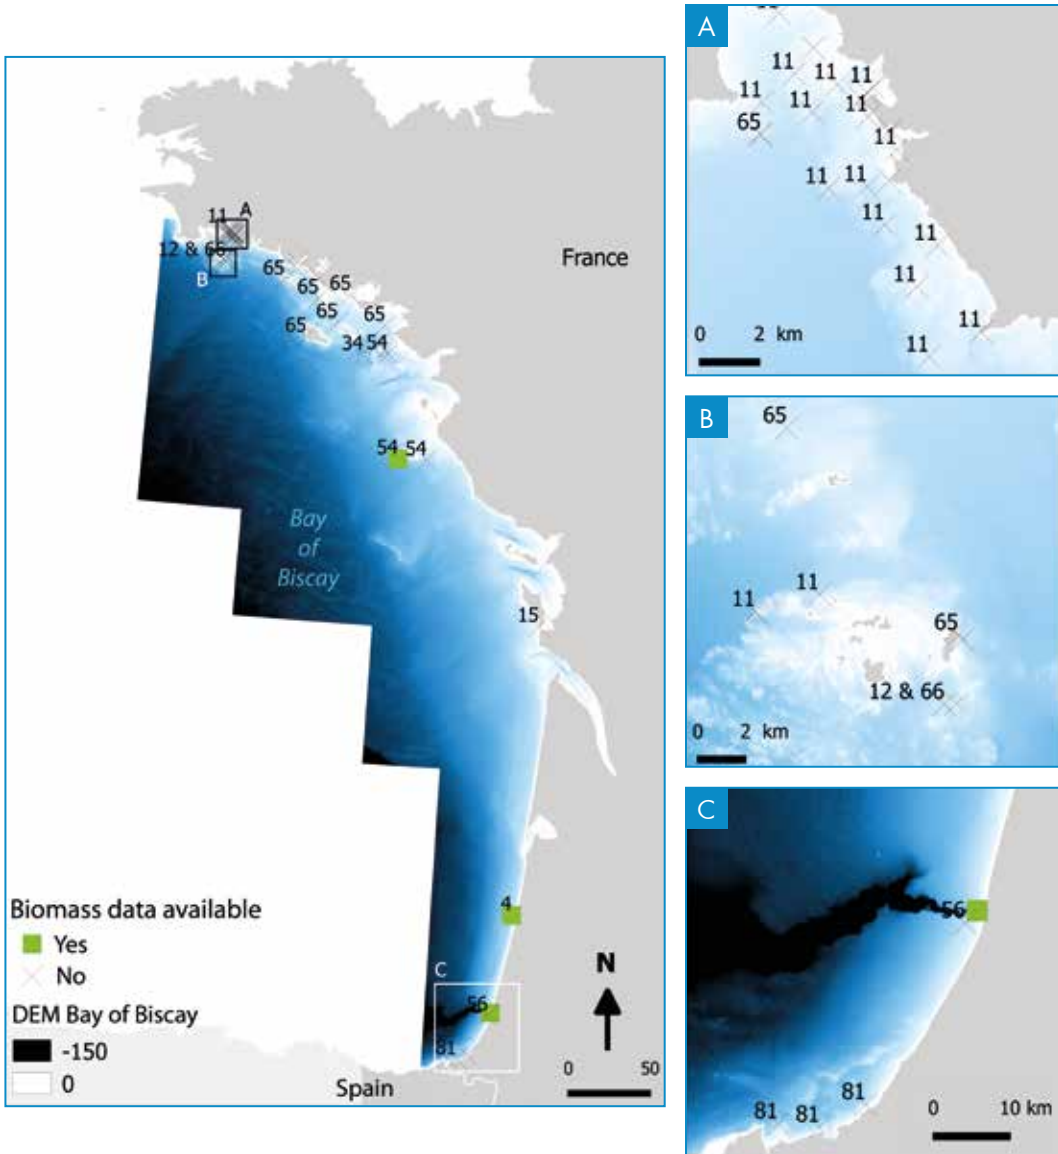 11
A
12 & 66
B
65
65
65
65
65
65
34 54
54 54
France
Bay
of
Biscay
15
4
C
56
81
Biomass data available
Yes
No
DEM Bay of Biscay
-150
0
N
0 50
Spain
A
11
11
11
11
11
11
65
11
11
11
11
11
11
11
11
0 2 km
B
65
11
11
65
12 & 66
0 2 km
C
56
81
81
81
0 10 km